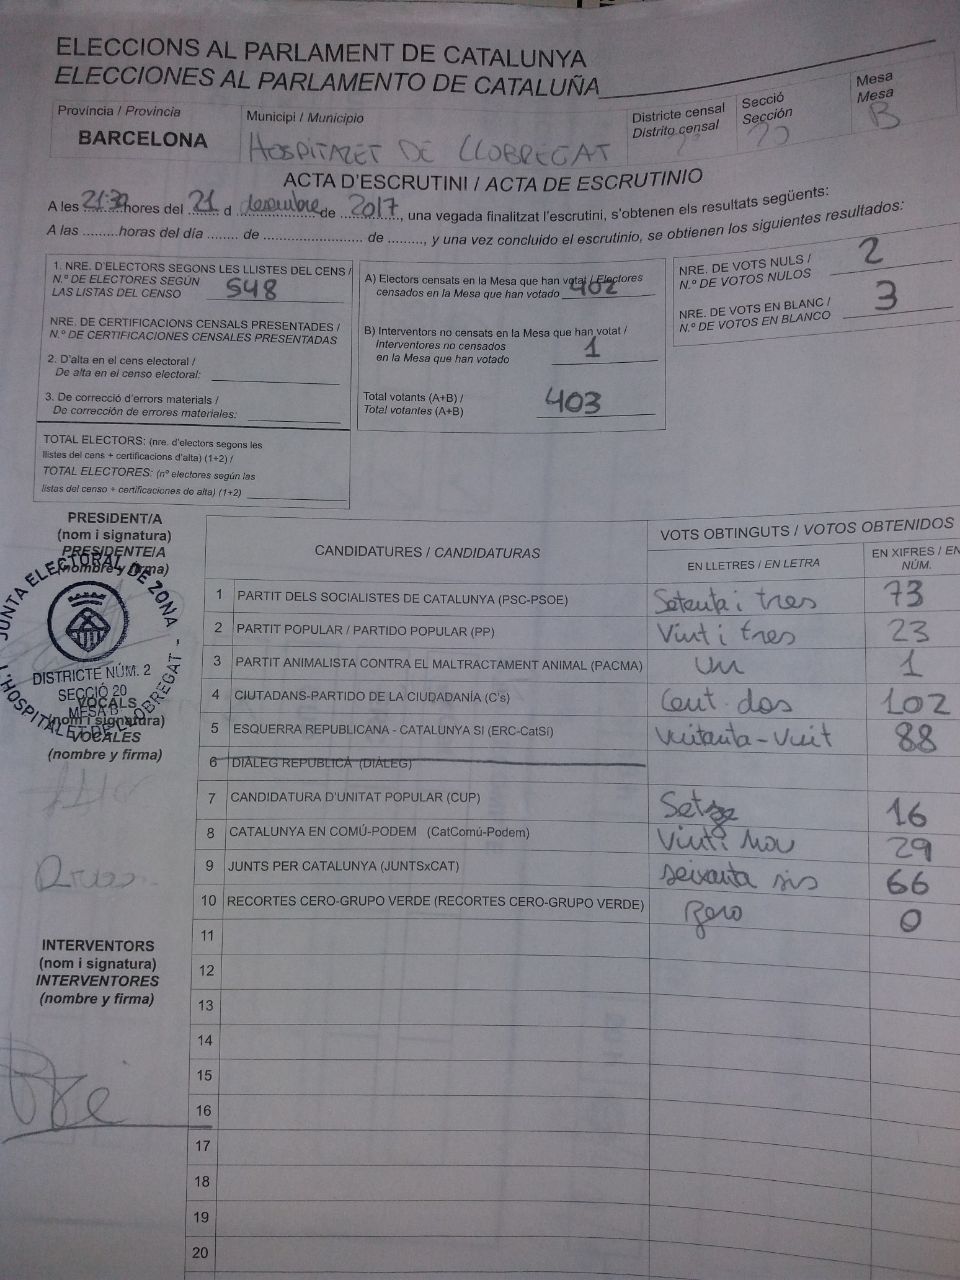 ELECCIONS AL PARLAMENT DE CATALUNYA
ELECCIONES AL PARLAMENTO DE CATALUÑA
Província / Provincia
BARCELONA
Municipi / Municipio
HOSPITALET DE LLOBREGAT
Districte censal
Distrito censal
2
Secció
Sección
20
Mesa
Mesa
B
ACTA D'ESCRUTINI / ACTA DE ESCRUTINIO
A les 21:30 hores del 21 d desembre de 2017, una vegada finalitzat l'escrutini, s'obtenen els resultats següents:
A las .........horas del día ........ de ........................ de ........., y una vez concluido el escrutinio, se obtienen los siguientes resultados:
1. NRE. D'ELECTORS SEGONS LES LLISTES DEL CENS /
N.º DE ELECTORES SEGÚN
LAS LISTAS DEL CENSO 548
NRE. DE CERTIFICACIONS CENSALS PRESENTADES /
N.º DE CERTIFICACIONES CENSALES PRESENTADAS
2. D'alta en el cens electoral /
De alta en el censo electoral:
3. De correcció d'errors materials /
De corrección de errores materiales:
TOTAL ELECTORS: (nre. d'electors segons les
llistes del cens + certificacions d'alta) (1+2) /
TOTAL ELECTORES: (nº electores según las
listas del censo + certificaciones de alta) (1+2)
A) Electors censats en la Mesa que han votat / Electores
censados en la Mesa que han votado 402
B) Interventors no censats en la Mesa que han votat /
Interventores no censados
en la Mesa que han votado 1
Total votants (A+B) /
Total votantes (A+B) 403
NRE. DE VOTS NULS /
N.º DE VOTOS NULOS 2
NRE. DE VOTS EN BLANC /
N.º DE VOTOS EN BLANCO 3
PRESIDENT/A
(nom i signatura)
PRESIDENTE/A
(nombre y firma)
JUNTA ELECTORAL DE ZONA - L'HOSPITALET DE LLOBREGAT -
DISTRICTE NÚM. 2
SECCIÓ 20
MESA B
VOCALS
(nom i signatura)
VOCALES
(nombre y firma)
INTERVENTORS
(nom i signatura)
INTERVENTORES
(nombre y firma)
CANDIDATURES / CANDIDATURAS
VOTS OBTINGUTS / VOTOS OBTENIDOS
EN LLETRES / EN LETRA
EN XIFRES / EN
NÚM.
1 PARTIT DELS SOCIALISTES DE CATALUNYA (PSC-PSOE) Setenta i tres 73
2 PARTIT POPULAR / PARTIDO POPULAR (PP) Vint i tres 23
3 PARTIT ANIMALISTA CONTRA EL MALTRACTAMENT ANIMAL (PACMA) Un 1
4 CIUTADANS-PARTIDO DE LA CIUDADANÍA (C's) Cent dos 102
5 ESQUERRA REPUBLICANA - CATALUNYA SI (ERC-CatSí) Vuitanta-Vuit 88
6 DIÀLEG REPUBLICÀ (DIÀLEG)
7 CANDIDATURA D'UNITAT POPULAR (CUP) Setze 16
8 CATALUNYA EN COMÚ-PODEM (CatComú-Podem) Vint i nou 29
9 JUNTS PER CATALUNYA (JUNTSxCAT) seixanta sis 66
10 RECORTES CERO-GRUPO VERDE (RECORTES CERO-GRUPO VERDE) Zero 0
11
12
13
14
15
16
17
18
19
20